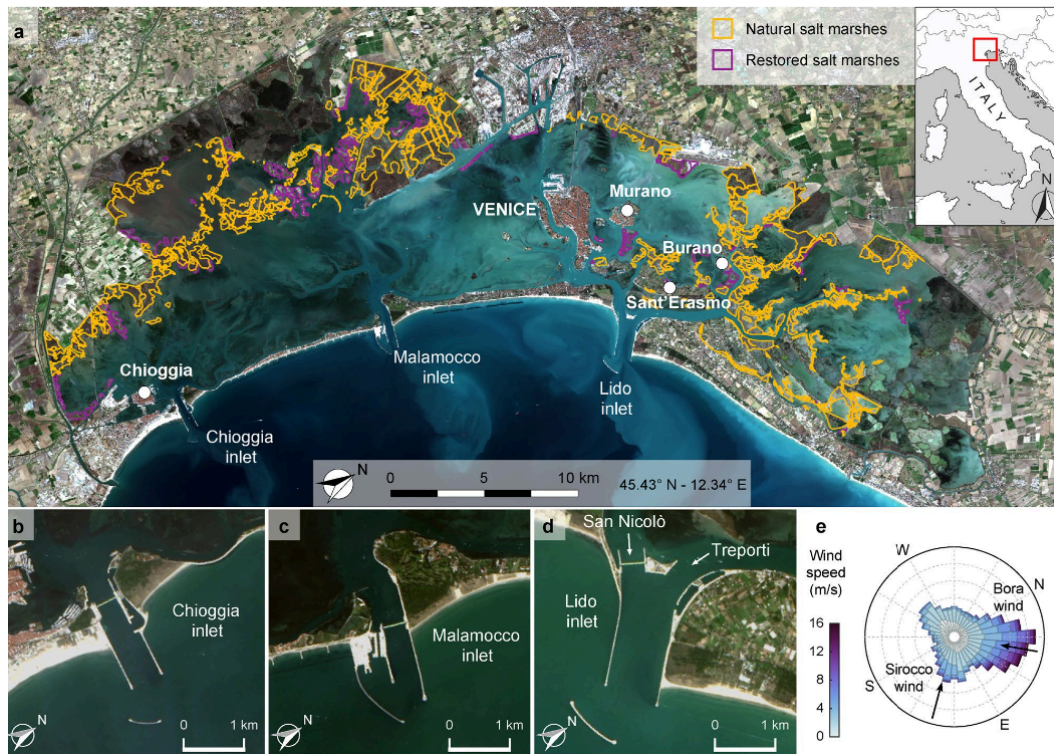 a
Natural salt marshes
Restored salt marshes
ITALY
N
Murano
VENICE
Burano
Sant'Erasmo
Chioggia
Malamocco
inlet
Lido
inlet
Chioggia
inlet
N
0 5 10 km
45.43° N - 12.34° E
b
Chioggia
inlet
N
0 1 km
c
Malamocco
inlet
N
0 1 km
d
San Nicolò
Treporti
Lido
inlet
N
0 1 km
e
Wind
speed
(m/s)
16
12
8
4
0
W
N
Bora
wind
Sirocco
wind
S
E